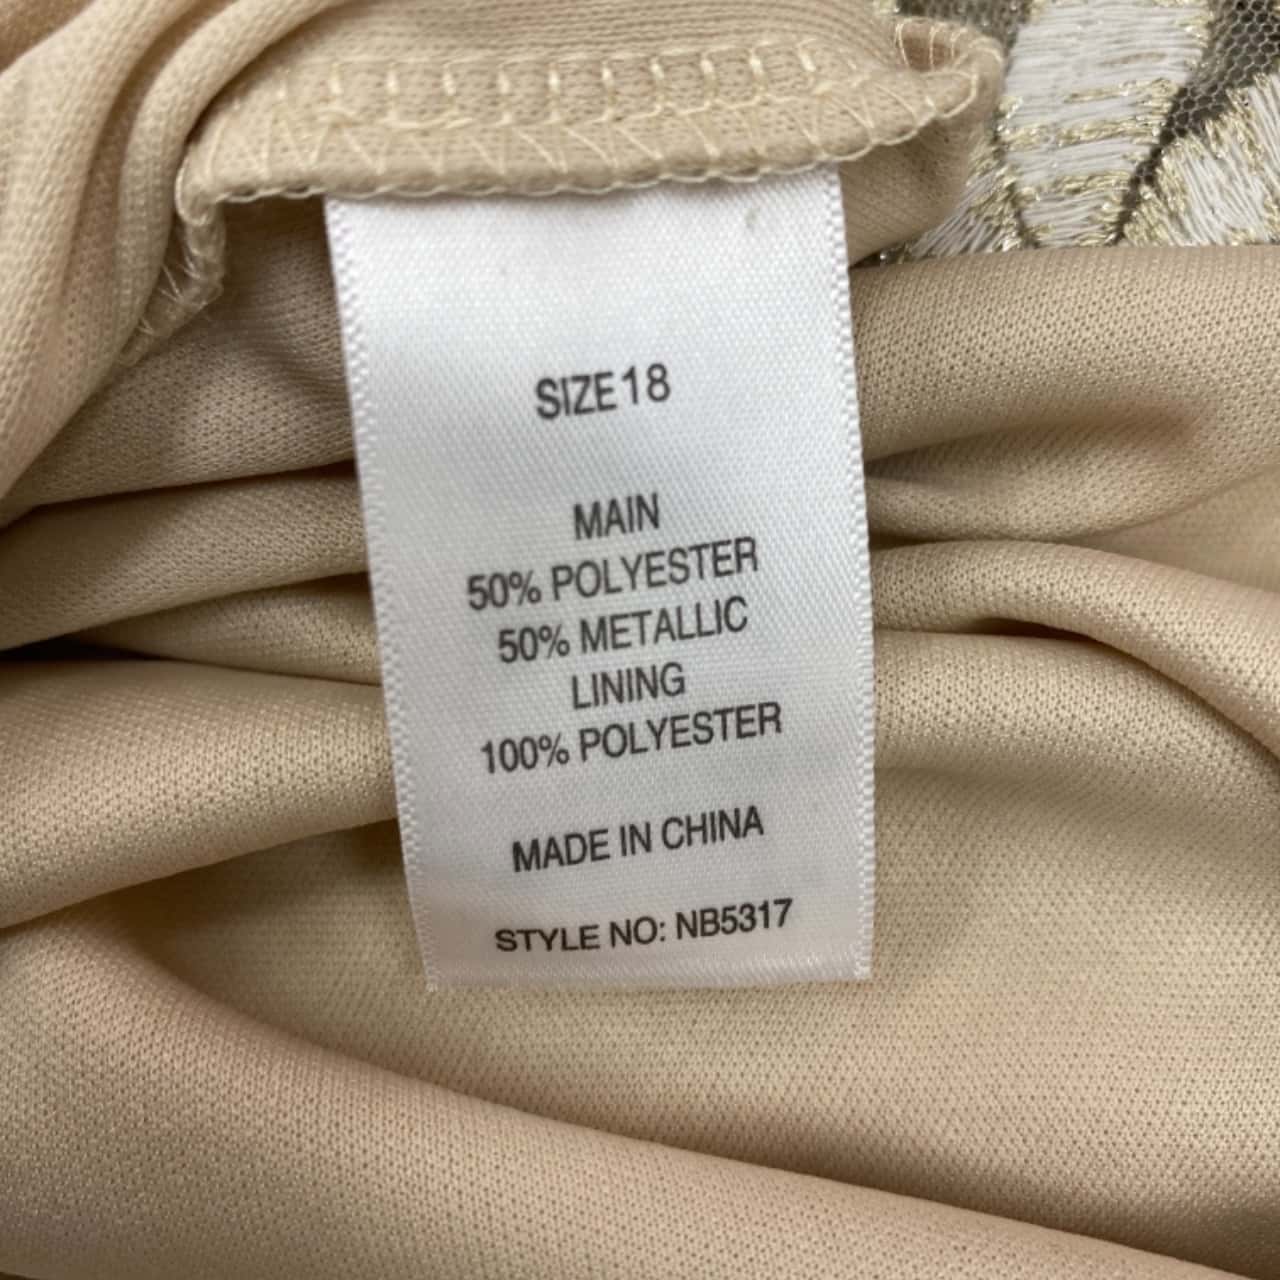 SIZE 18
MAIN
50% POLYESTER
50% METALLIC
LINING
100% POLYESTER
MADE IN CHINA
STYLE NO: NB5317